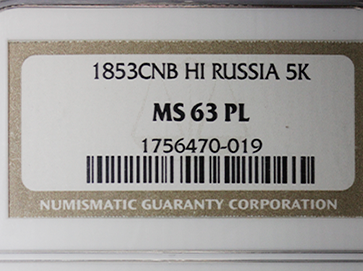 1853CNB HI RUSSIA 5K
MS 63 PL
1756470-019
NUMISMATIC GUARANTY CORPORATION